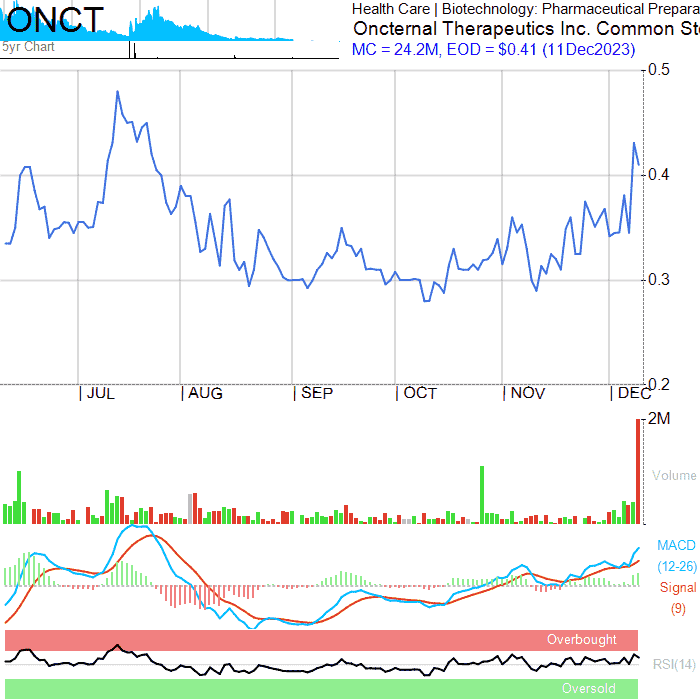 ONCT
5yr Chart
Health Care | Biotechnology: Pharmaceutical Prepara
Oncternal Therapeutics Inc. Common Sto
MC = 24.2M, EOD = $0.41 (11Dec2023)
0.5
0.4
0.3
0.2
| JUL | AUG | SEP | OCT | NOV | DEC
2M
Volume
MACD
(12-26)
Signal
(9)
Overbought
RSI(14)
Oversold